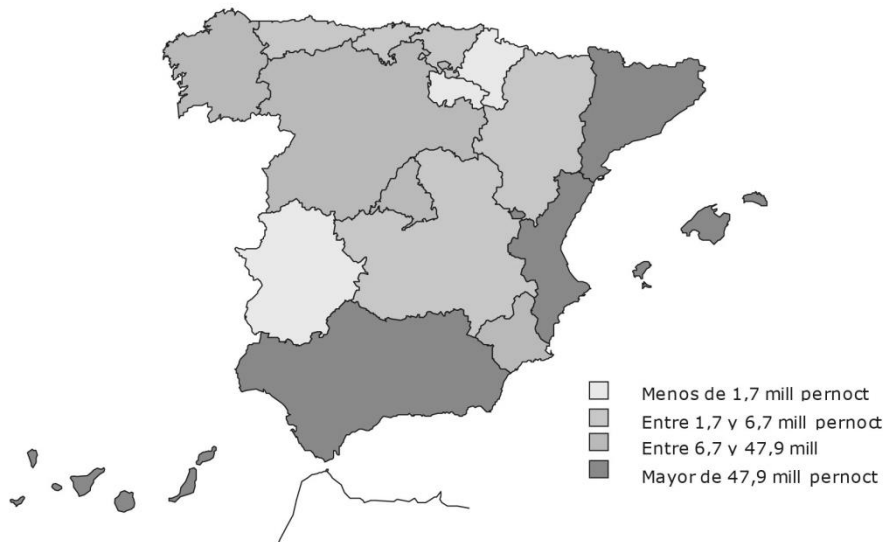 Menos de 1,7 mill pernoct
Entre 1,7 y 6,7 mill pernoct
Entre 6,7 y 47,9 mill
Mayor de 47,9 mill pernoct